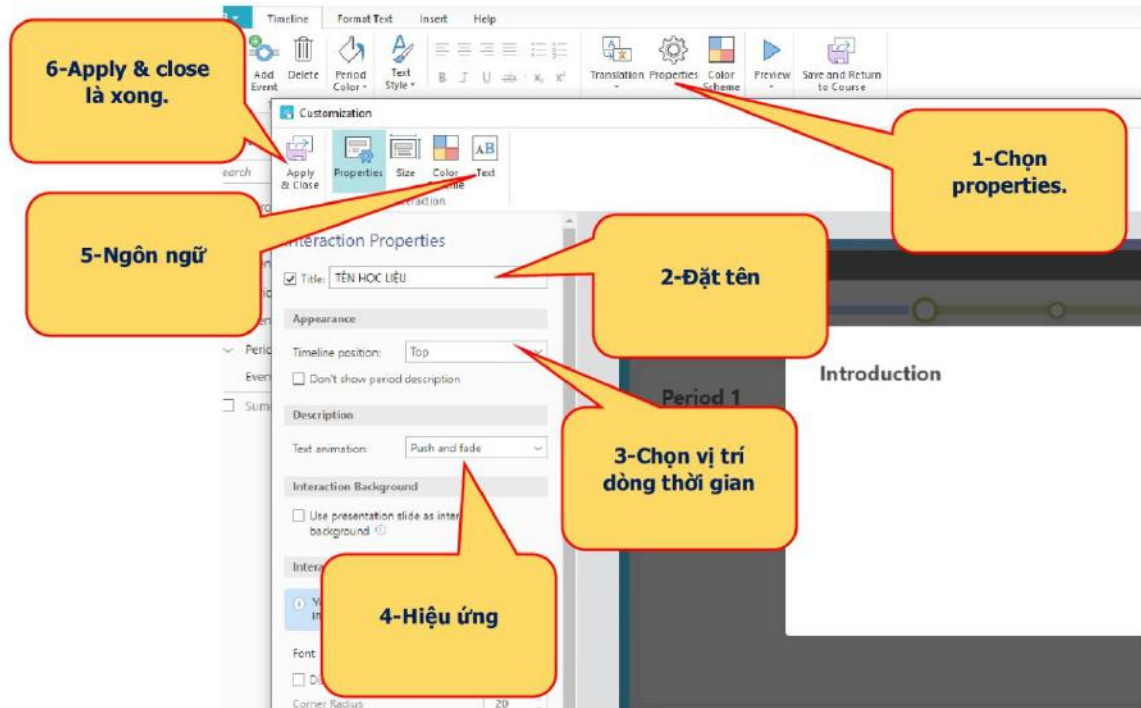 Timeline Format Text Insert Help
Add Event Delete Period Color Text Style B I U ab X₂ X² Translation Properties Color Scheme Preview Save and Return to Course
6-Apply & close
là xong.
Customization
Apply & Close Properties Size Color Text
1-Chọn
properties.
5-Ngôn ngữ
Interaction Properties
Title: TÊN HỌC LIỆU
2-Đặt tên
Appearance
Timeline position: Top
Don't show period description
Introduction
Period 1
Description
Text animation: Push and fade
3-Chọn vị trí
dòng thời gian
Interaction Background
Use presentation slide as
background
4-Hiệu ứng
Font
Corner Radius 20